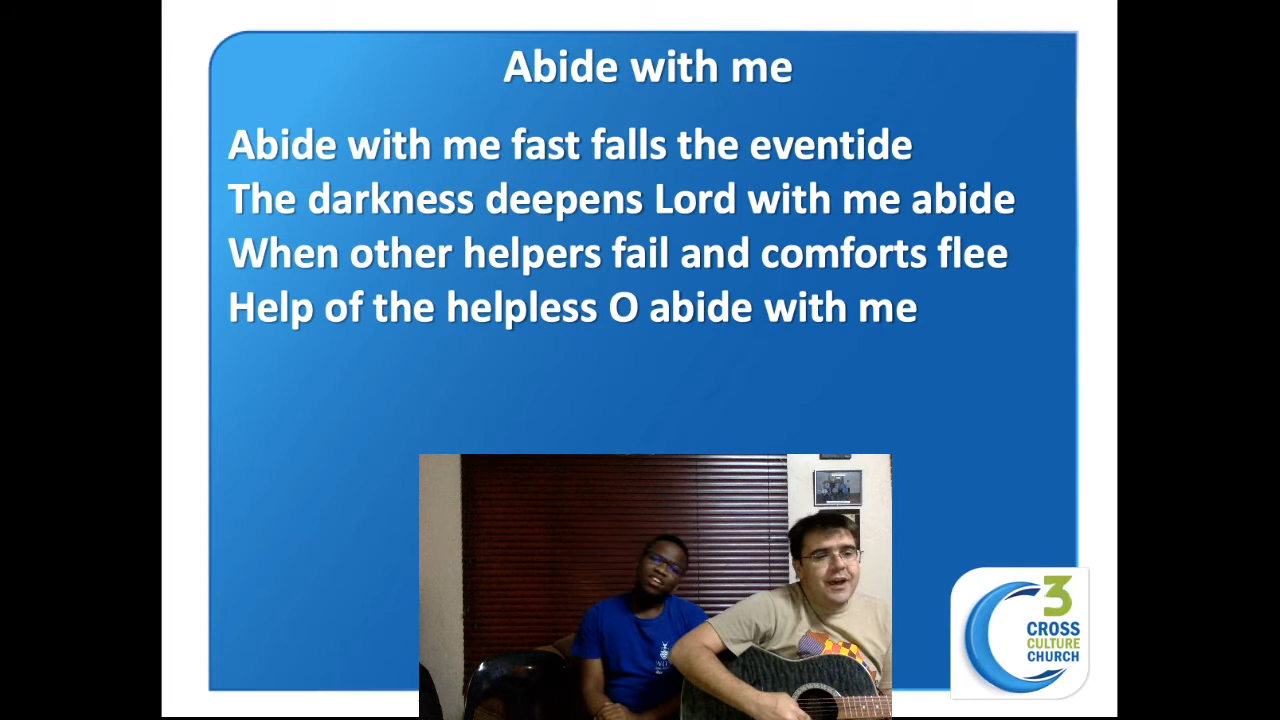 Abide with me
Abide with me fast falls the eventide
The darkness deepens Lord with me abide
When other helpers fail and comforts flee
Help of the helpless O abide with me
3
CROSS
CULTURE
CHURCH